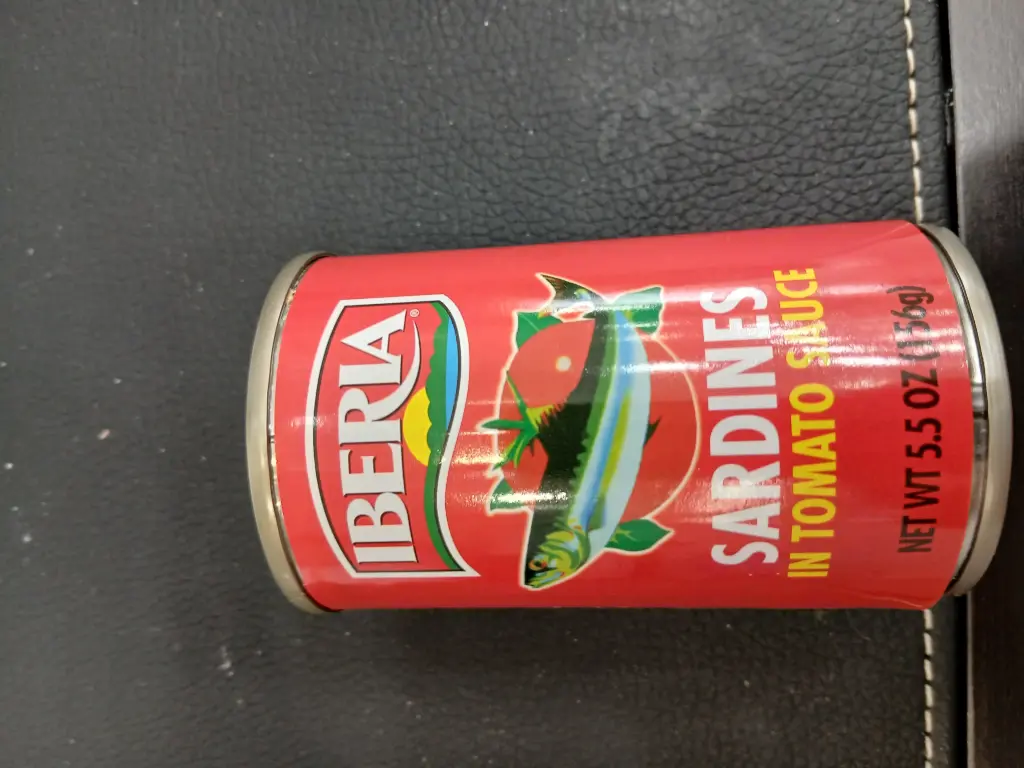 IBERIA®
SARDINES
IN TOMATO SAUCE
NET WT 5.5 OZ (156g)